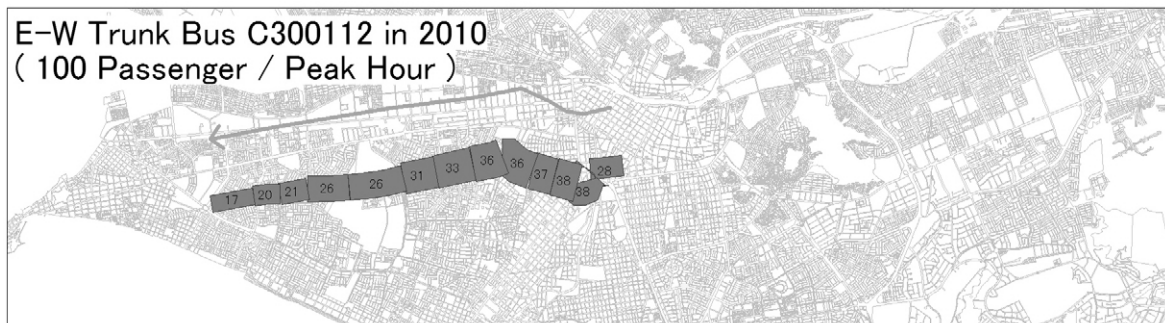 E-W Trunk Bus C300112 in 2010
( 100 Passenger / Peak Hour )
17 20 21 26 26 31 33 36 36 37 38 38 28